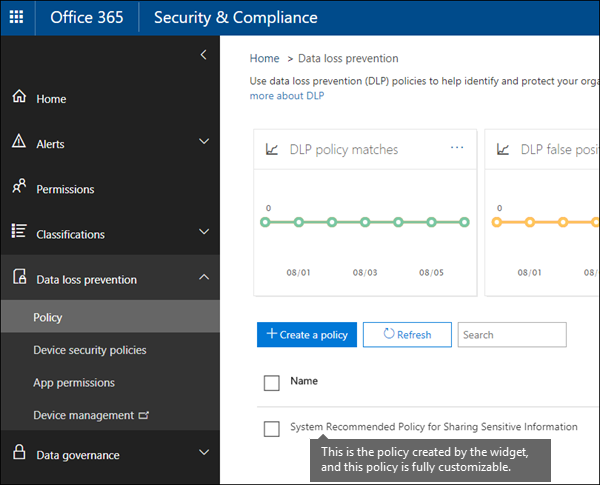 Office 365
Security & Compliance
Home
Alerts
Permissions
Classifications
Data loss prevention
Policy
Device security policies
App permissions
Device management
Data governance
Home > Data loss prevention
Use data loss prevention (DLP) policies to help identify and protect your orga
more about DLP
DLP policy matches
0
08/01 08/03 08/05
DLP false posi
0
08/01 08
+ Create a policy
Refresh
Search
Name
System Recommended Policy for Sharing Sensitive Information
This is the policy created by the widget,
and this policy is fully customizable.